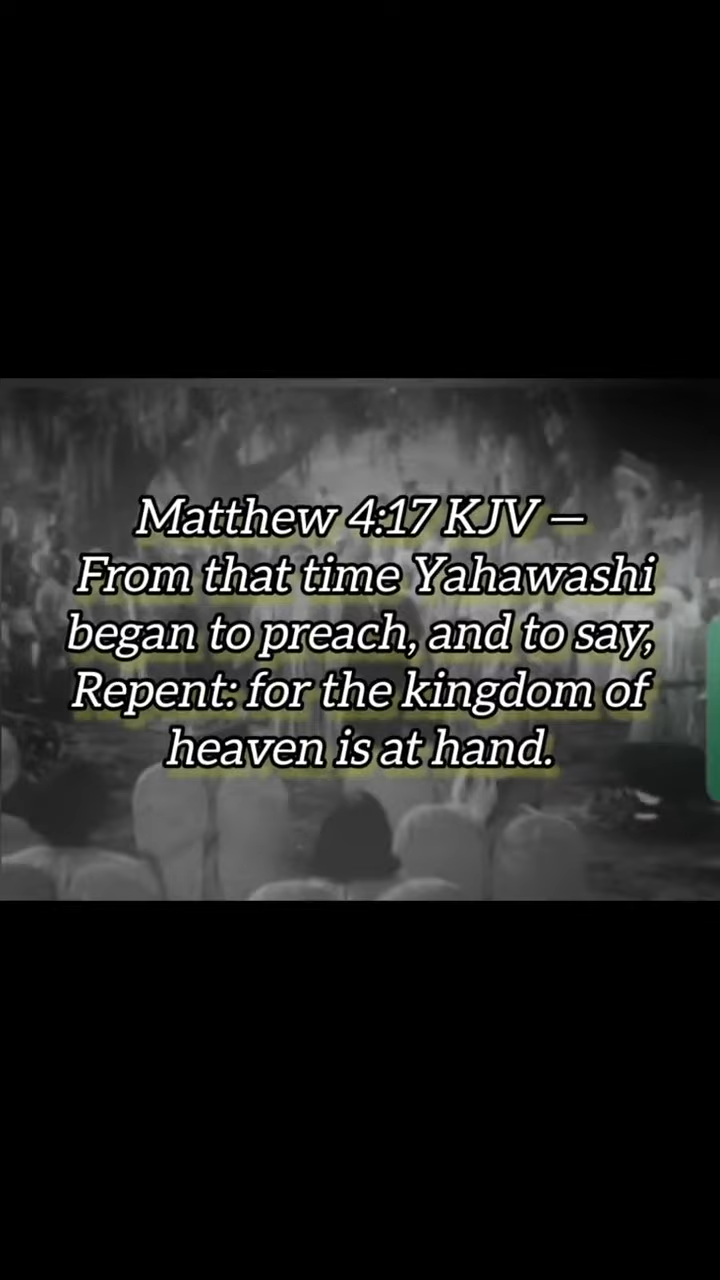 Matthew 4:17 KJV —
From that time Yahawashi
began to preach, and to say,
Repent: for the kingdom of
heaven is at hand.